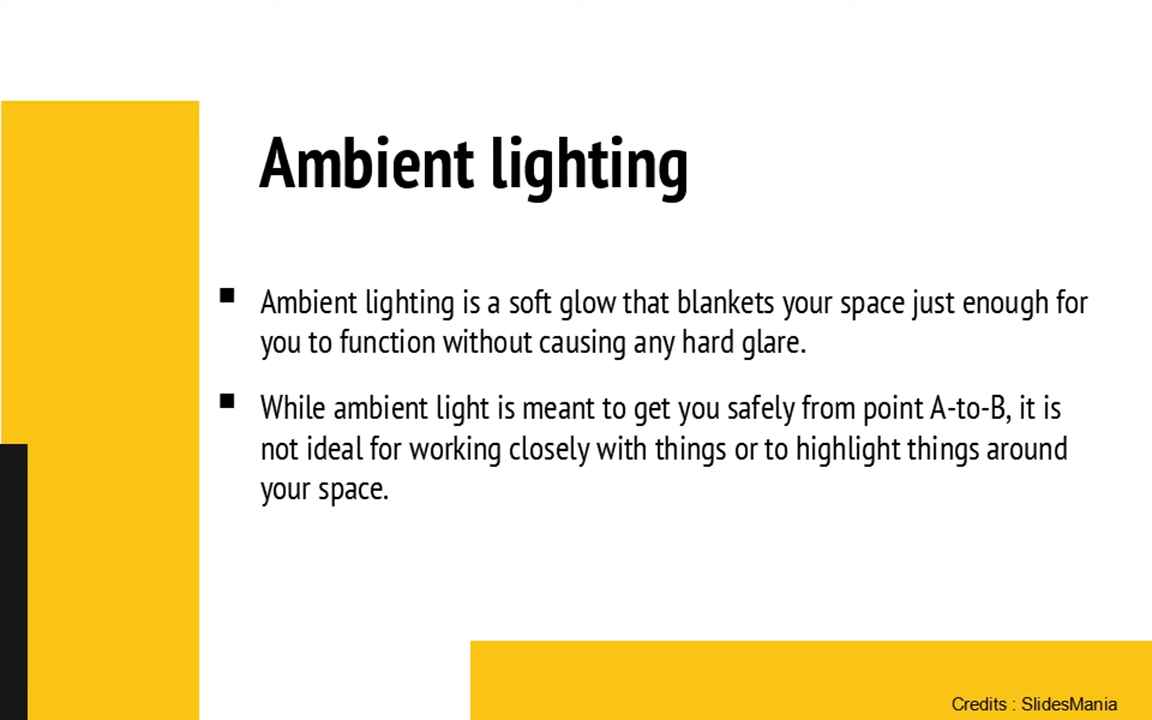 Ambient lighting
▪ Ambient lighting is a soft glow that blankets your space just enough for
you to function without causing any hard glare.
▪ While ambient light is meant to get you safely from point A-to-B, it is
not ideal for working closely with things or to highlight things around
your space.
Credits : SlidesMania